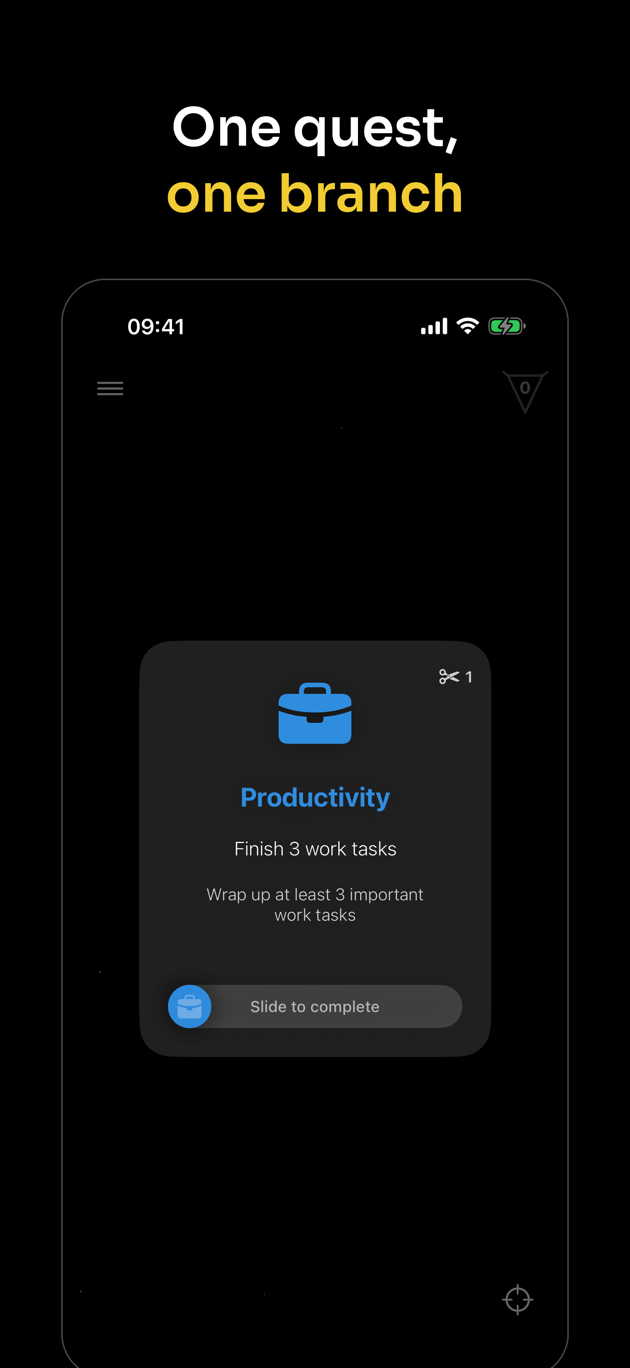 One quest,
one branch
09:41
0
1
Productivity
Finish 3 work tasks
Wrap up at least 3 important
work tasks
Slide to complete